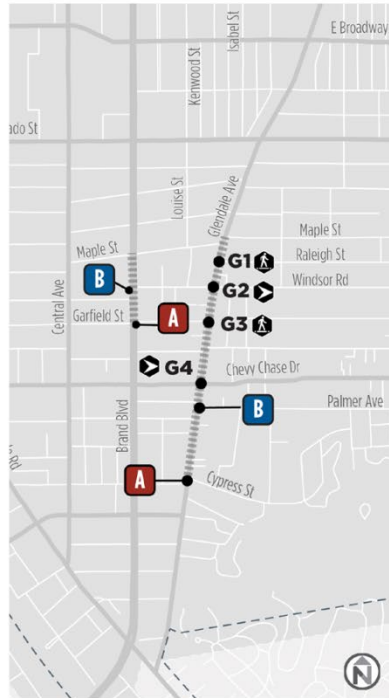 E Broadway
Isabel St
Kenwood St
ado St
Louise St
Glendale Ave
Maple St
Maple St
G1
Raleigh St
B
G2
Windsor Rd
Central Ave
Garfield St
A
G3
G4
Chevy Chase Dr
Brand Blvd
B
Palmer Ave
Rd
A
Cypress St
N